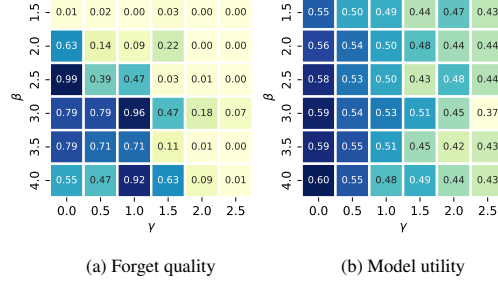 1.5 0.01 0.02 0.00 0.03 0.00 0.00
2.0 0.63 0.14 0.09 0.22 0.00 0.00
2.5 0.99 0.39 0.47 0.03 0.01 0.00
3.0 0.79 0.79 0.96 0.47 0.18 0.07
3.5 0.79 0.71 0.71 0.11 0.01 0.00
4.0 0.55 0.47 0.92 0.63 0.09 0.01
β
0.0 0.5 1.0 1.5 2.0 2.5
γ
(a) Forget quality
1.5 0.55 0.50 0.49 0.44 0.47 0.43
2.0 0.56 0.54 0.50 0.48 0.44 0.44
2.5 0.58 0.53 0.50 0.43 0.48 0.44
3.0 0.59 0.54 0.53 0.51 0.45 0.37
3.5 0.59 0.55 0.51 0.45 0.42 0.43
4.0 0.60 0.55 0.48 0.49 0.44 0.43
β
0.0 0.5 1.0 1.5 2.0 2.5
γ
(b) Model utility